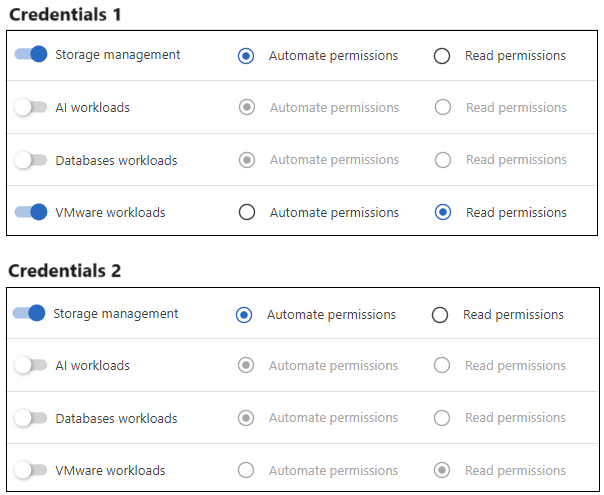 Credentials 1
Storage management Automate permissions Read permissions
AI workloads Automate permissions Read permissions
Databases workloads Automate permissions Read permissions
VMware workloads Automate permissions Read permissions
Credentials 2
Storage management Automate permissions Read permissions
AI workloads Automate permissions Read permissions
Databases workloads Automate permissions Read permissions
VMware workloads Automate permissions Read permissions